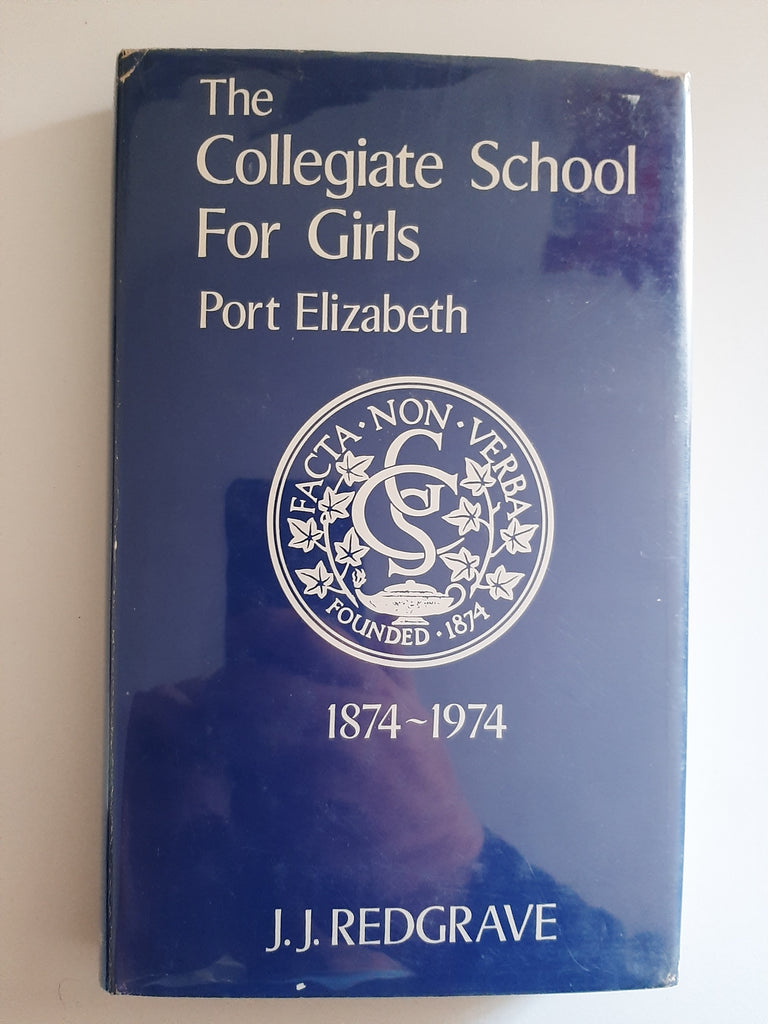 The
Collegiate School
For Girls
Port Elizabeth
FACTA · NON · VERBA
CGS
FOUNDED · 1874
1874~1974
J. J. REDGRAVE